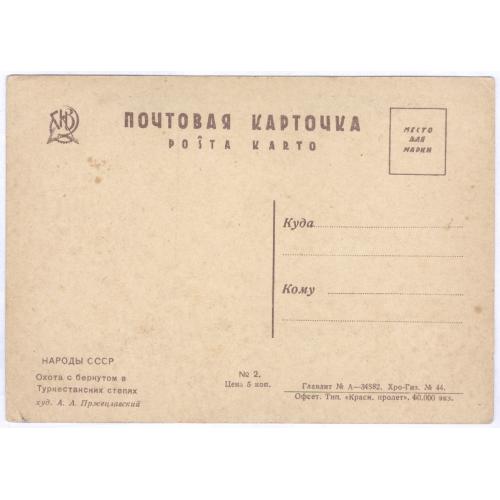 ПОЧТОВАЯ КАРТОЧКА
POŜTA KARTO
МЕСТО
ДЛЯ
МАРКИ
Куда
Кому
НАРОДЫ СССР
Охота с беркутом в
Туркестанских степях
худ. А. А. Пржецлавский
№ 2.
Цена 5 коп.
Главлит № А—34582. Хро-Гиз. № 44.
Офсет. Тип. «Красн. пролет», 60.000 экз.